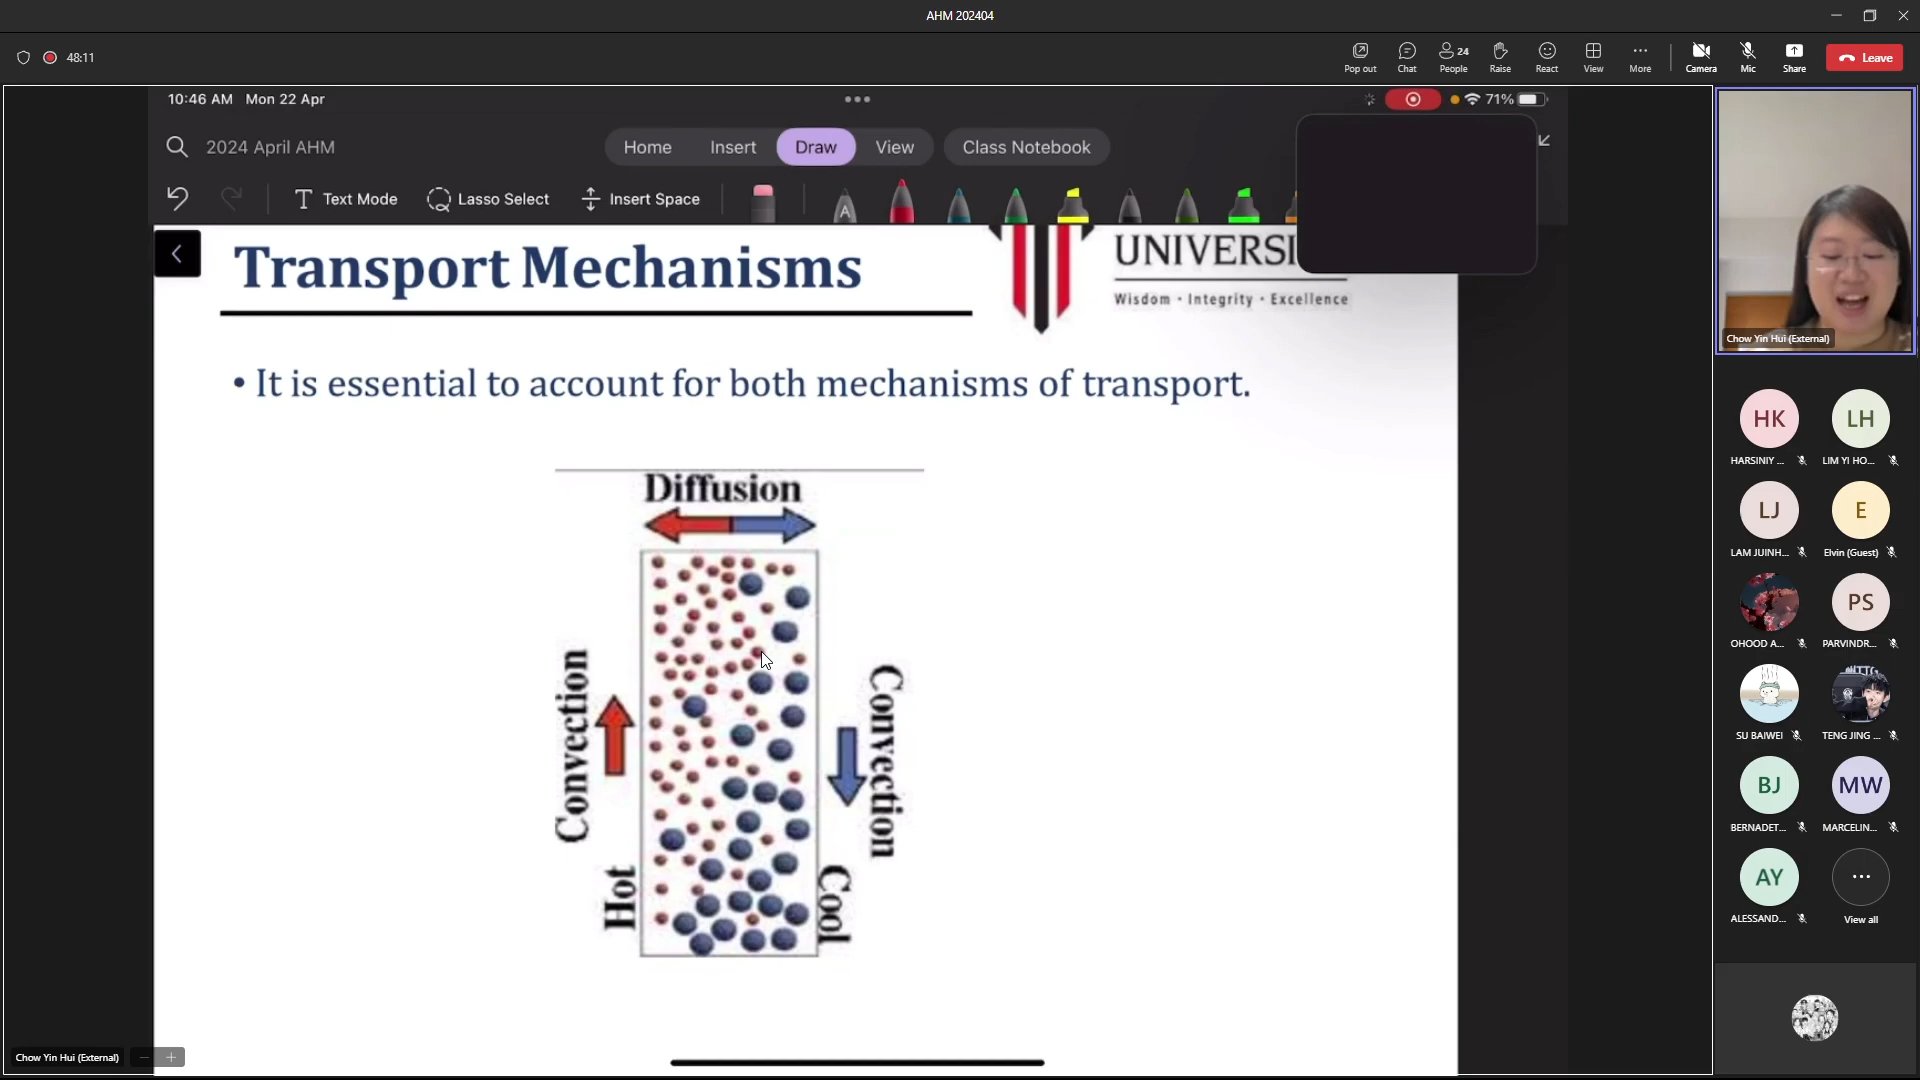 AHM 202404
48:11
Pop out
Chat
24
People
Raise
React
View
More
Camera
Mic
Share
Leave
10:46 AM Mon 22 Apr
71%
2024 April AHM
Home
Insert
Draw
View
Class Notebook
Text Mode
Lasso Select
Insert Space
A
Transport Mechanisms
UNIVERSI
Wisdom · Integrity · Excellence
• It is essential to account for both mechanisms of transport.
Diffusion
Convection
Convection
Hot
Cool
Chow Yin Hui (External)
Chow Yin Hui (External)
HK
LH
HARSINIY ...
LIM YI HO...
LJ
E
LAM JUINH...
Elvin (Guest)
PS
OHOOD A...
PARVINDR...
SU BAIWEI
TENG JING ...
BJ
MW
BERNADET...
MARCELIN...
AY
ALESSAND...
View all